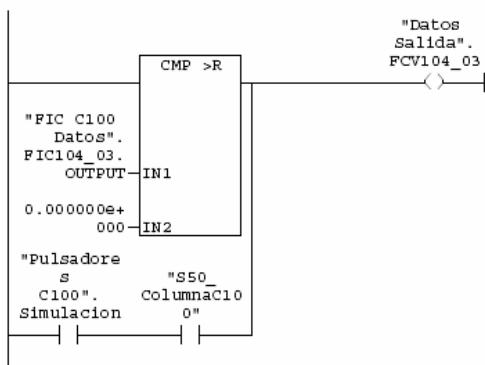 "Datos
Salida".
FCV104_03
CMP >R
"FIC C100
Datos".
FIC104_03.
OUTPUT
IN1
0.000000e+
000
IN2
"Pulsadore
s
C100".
Simulacion
"S50_
ColumnaC10
0"